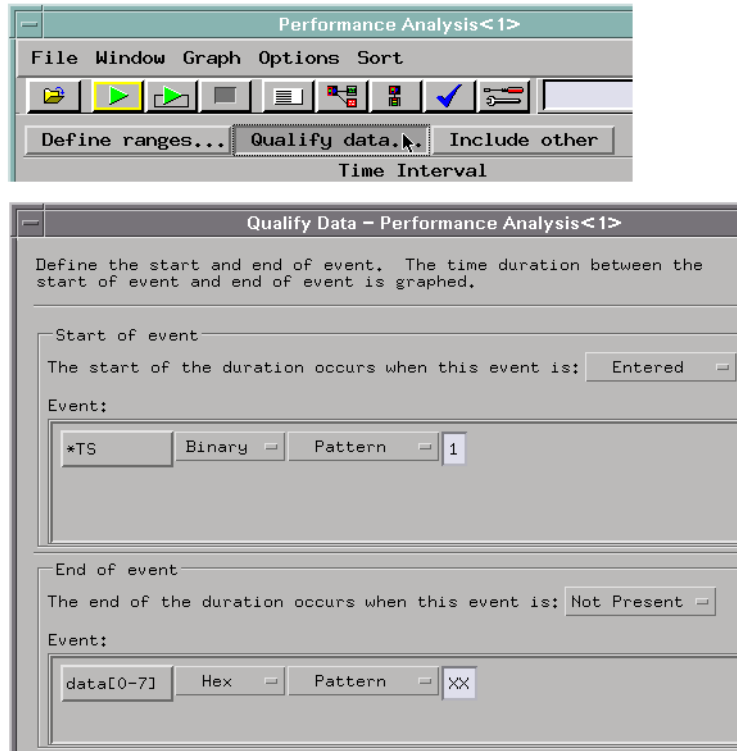 Performance Analysis<1>
File Window Graph Options Sort
Define ranges... Qualify data... Include other
Time Interval
Qualify Data – Performance Analysis<1>
Define the start and end of event. The time duration between the
start of event and end of event is graphed.
Start of event
The start of the duration occurs when this event is: Entered
Event:
*TS Binary Pattern 1
End of event
The end of the duration occurs when this event is: Not Present
Event:
data[0-7] Hex Pattern XX